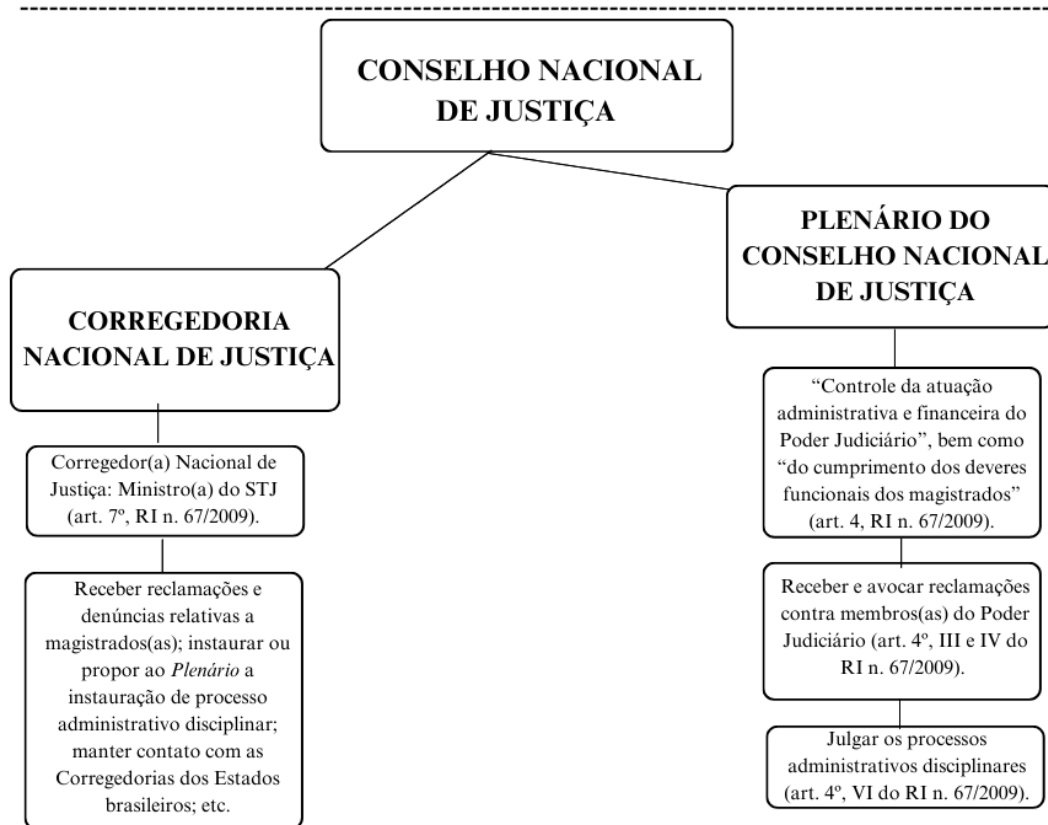 CONSELHO NACIONAL
DE JUSTIÇA
CORREGEDORIA
NACIONAL DE JUSTIÇA
Corregedor(a) Nacional de
Justiça: Ministro(a) do STJ
(art. 7º, RI n. 67/2009).
Receber reclamações e
denúncias relativas a
magistrados(as); instaurar ou
propor ao Plenário a
instauração de processo
administrativo disciplinar;
manter contato com as
Corregedorias dos Estados
brasileiros; etc.
PLENÁRIO DO
CONSELHO NACIONAL
DE JUSTIÇA
“Controle da atuação
administrativa e financeira do
Poder Judiciário”, bem como
“do cumprimento dos deveres
funcionais dos magistrados”
(art. 4, RI n. 67/2009).
Receber e avocar reclamações
contra membros(as) do Poder
Judiciário (art. 4º, III e IV do
RI n. 67/2009).
Julgar os processos
administrativos disciplinares
(art. 4º, VI do RI n. 67/2009).